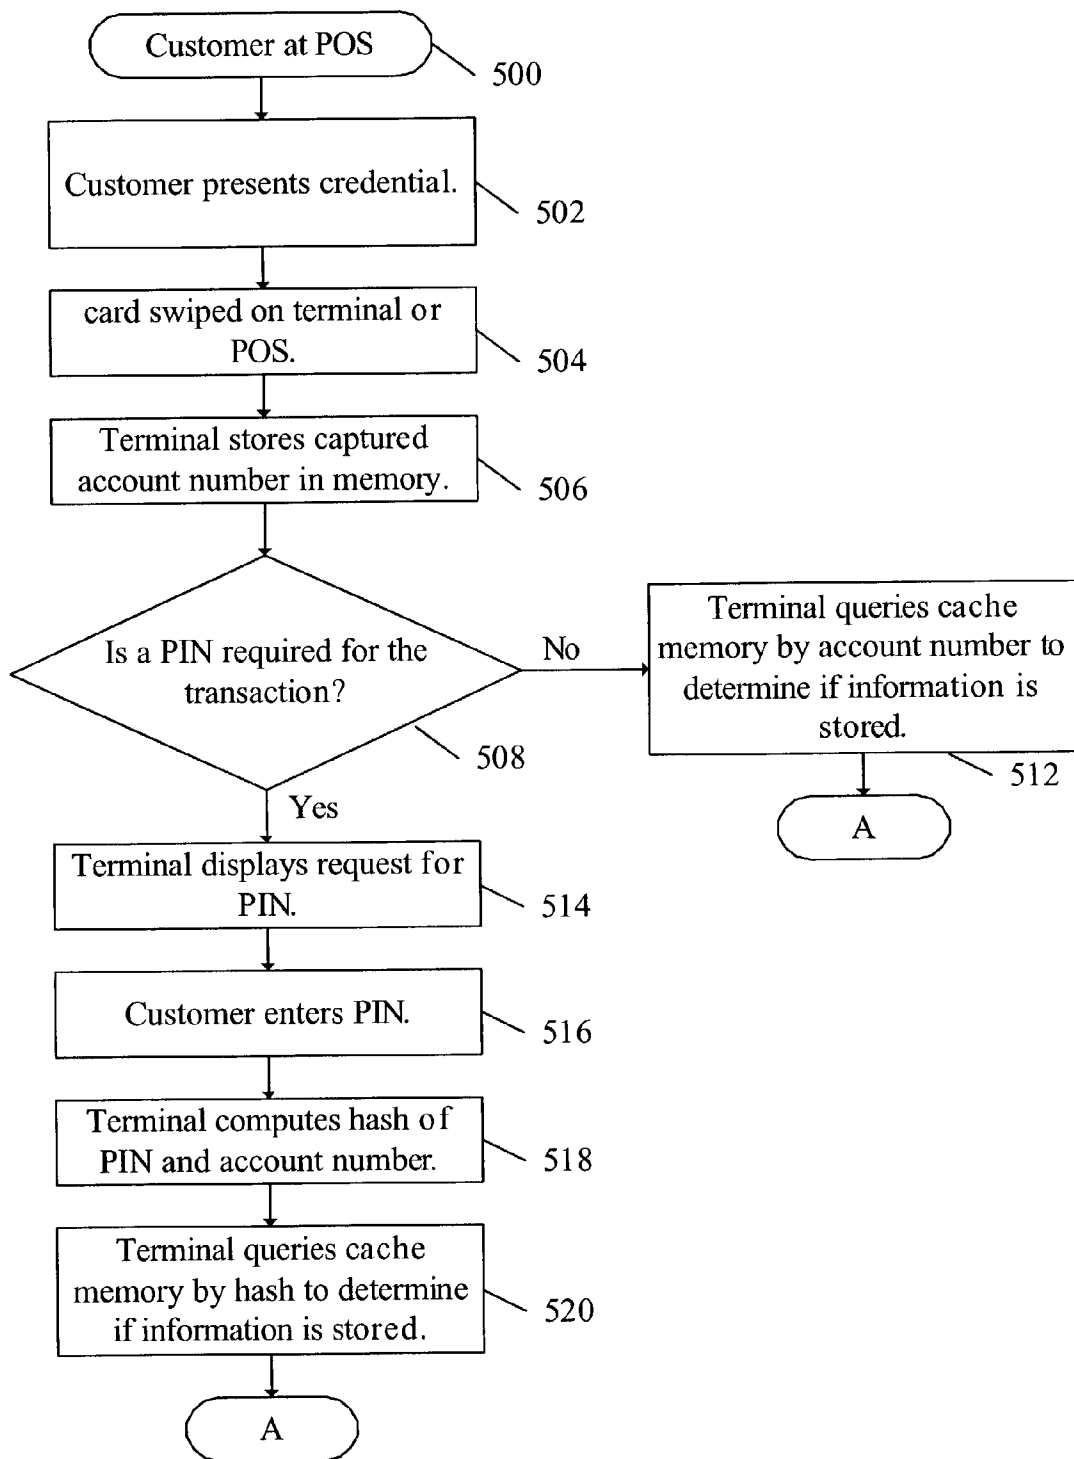 Customer at POS
500
Customer presents credential.
502
card swiped on terminal or
POS.
504
Terminal stores captured
account number in memory.
506
Is a PIN required for the
transaction?
508
No
Terminal queries cache
memory by account number to
determine if information is
stored.
512
A
Yes
Terminal displays request for
PIN.
514
Customer enters PIN.
516
Terminal computes hash of
PIN and account number.
518
Terminal queries cache
memory by hash to determine
if information is stored.
520
A